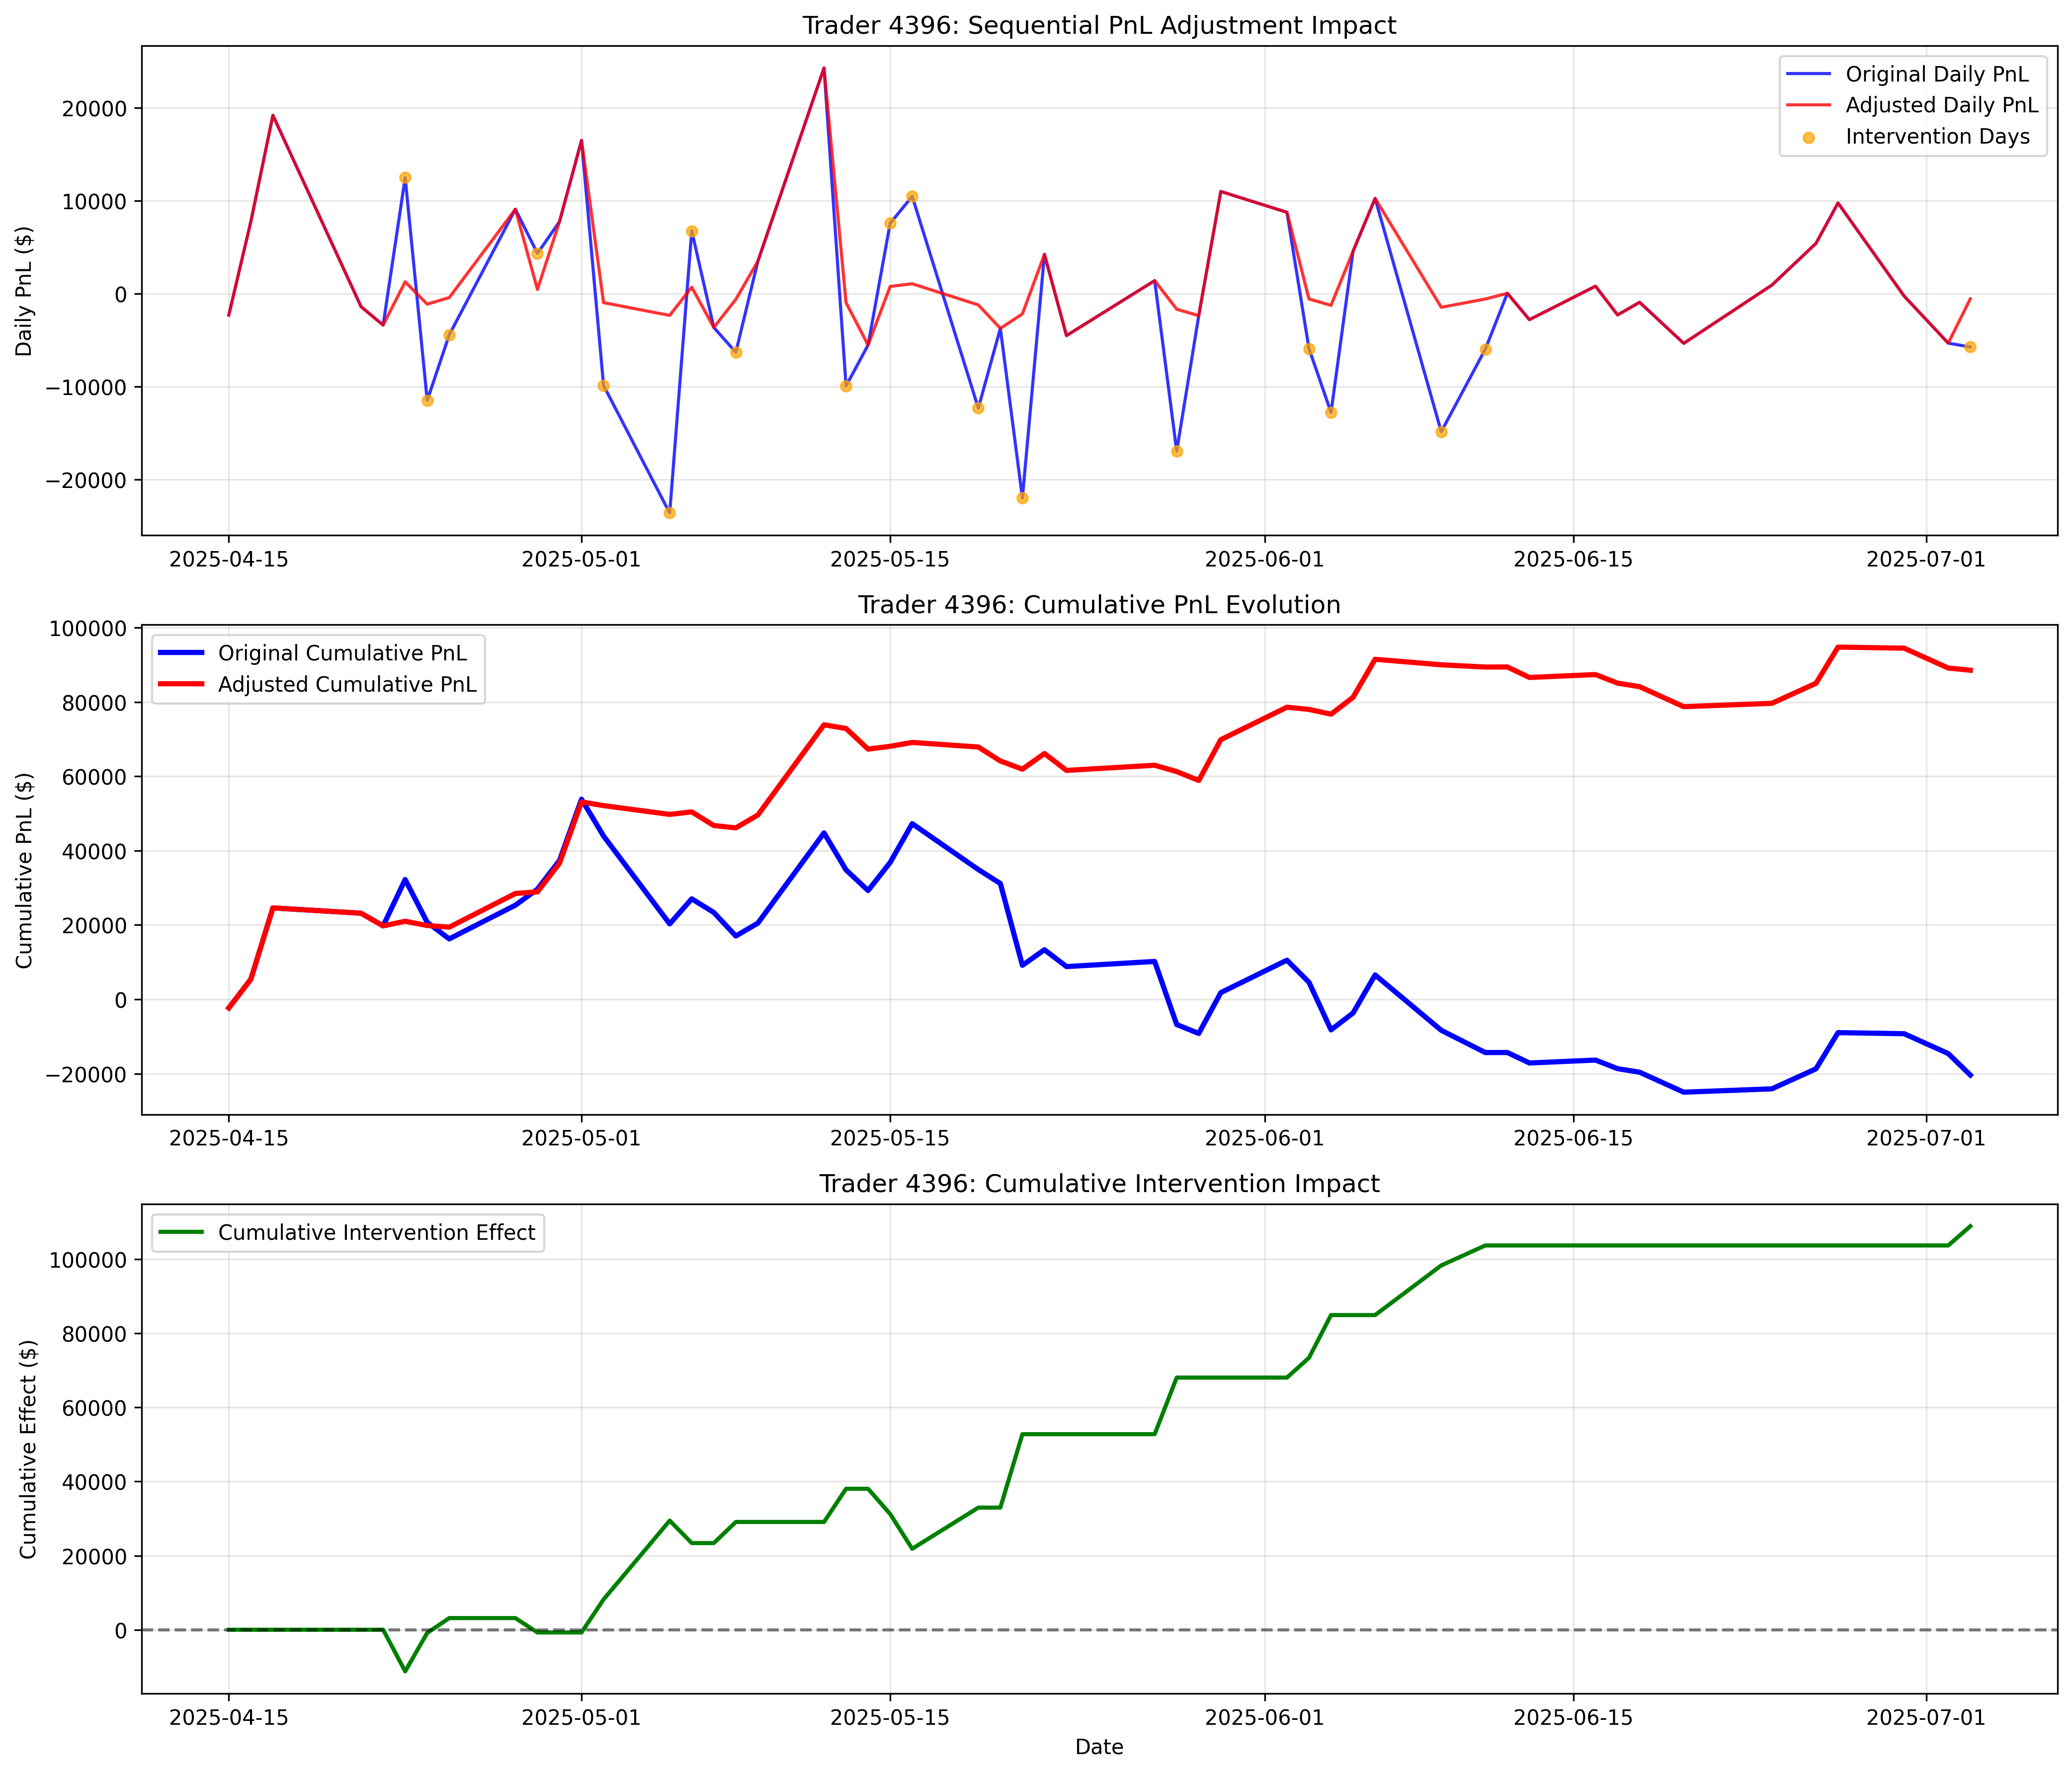 Trader 4396: Sequential PnL Adjustment Impact
Daily PnL ($)
20000
10000
0
−10000
−20000
Original Daily PnL
Adjusted Daily PnL
Intervention Days
2025-04-15
2025-05-01
2025-05-15
2025-06-01
2025-06-15
2025-07-01
Trader 4396: Cumulative PnL Evolution
Cumulative PnL ($)
100000
80000
60000
40000
20000
0
−20000
Original Cumulative PnL
Adjusted Cumulative PnL
2025-04-15
2025-05-01
2025-05-15
2025-06-01
2025-06-15
2025-07-01
Trader 4396: Cumulative Intervention Impact
Cumulative Effect ($)
100000
80000
60000
40000
20000
0
Cumulative Intervention Effect
2025-04-15
2025-05-01
2025-05-15
2025-06-01
2025-06-15
2025-07-01
Date